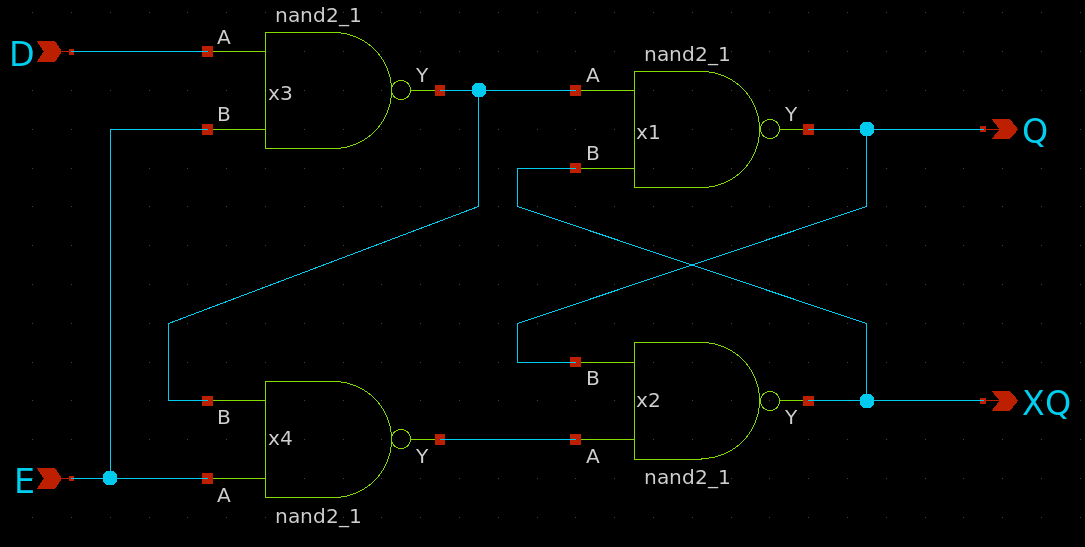 nand2_1
D
A
x3
B
Y
nand2_1
A
x1
B
Y
Q
B
x4
A
Y
nand2_1
E
B
x2
A
Y
nand2_1
XQ